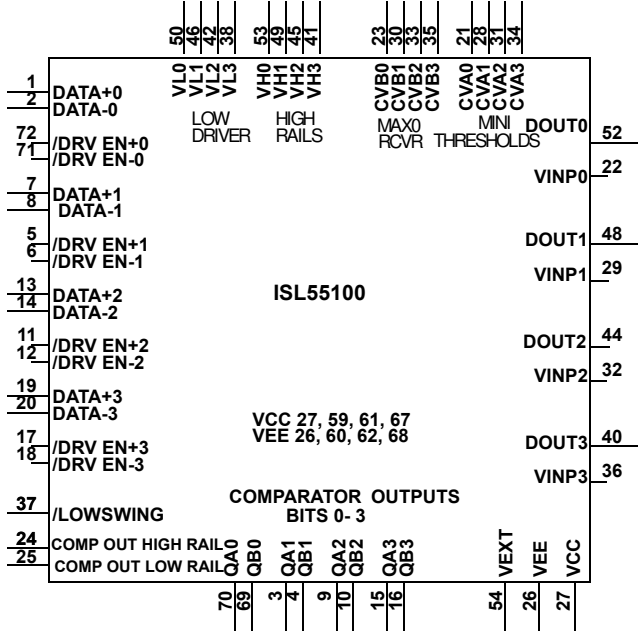 50 46 42 38 53 49 45 41 23 30 33 35 21 28 31 34
VL0 VL1 VL2 VL3 VH0 VH1 VH2 VH3 CVB0 CVB1 CVB2 CVB3 CVA0 CVA1 CVA2 CVA3
LOW HIGH MAX0 MINI
DRIVER RAILS RCVR THRESHOLDS
1 DATA+0
2 DATA-0
72 /DRV EN+0
71 /DRV EN-0
7 DATA+1
8 DATA-1
5 /DRV EN+1
6 /DRV EN-1
13 DATA+2
14 DATA-2
11 /DRV EN+2
12 /DRV EN-2
19 DATA+3
20 DATA-3
17 /DRV EN+3
18 /DRV EN-3
37 /LOWSWING
24 COMP OUT HIGH RAIL
25 COMP OUT LOW RAIL
DOUT0 52
VINP0 22
DOUT1 48
VINP1 29
DOUT2 44
VINP2 32
DOUT3 40
VINP3 36
ISL55100
VCC 27, 59, 61, 67
VEE 26, 60, 62, 68
COMPARATOR OUTPUTS
BITS 0- 3
QA0 QB0 QA1 QB1 QA2 QB2 QA3 QB3 VEXT VEE VCC
70 69 3 4 9 10 15 16 54 26 27